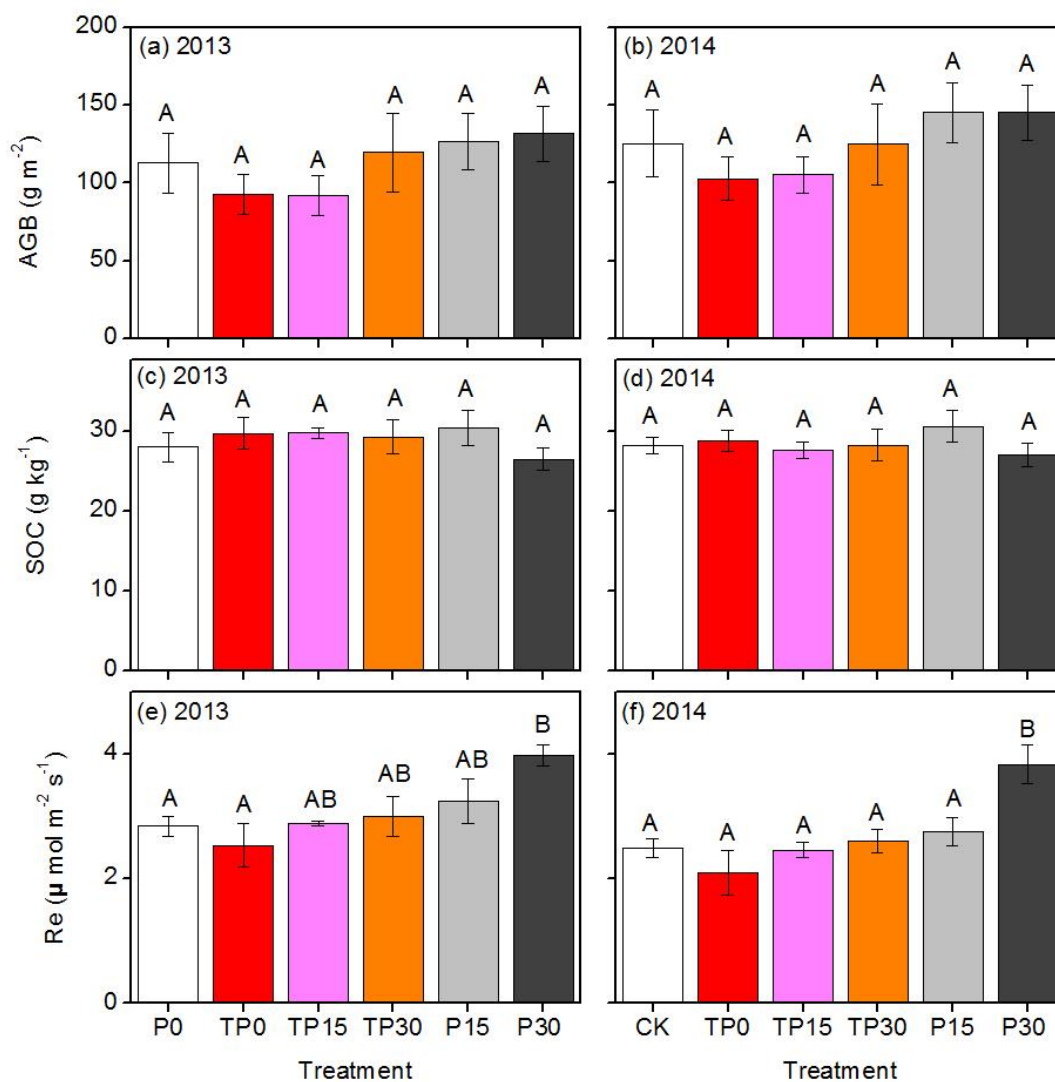 (a) 2013
(b) 2014
200
150
100
50
0
AGB (g m⁻²)
A A A A A A
A A A A A A
(c) 2013
(d) 2014
30
20
10
0
SOC (g kg⁻¹)
A A A A A A
A A A A A A
(e) 2013
(f) 2014
4
2
0
Re (μ mol m⁻² s⁻¹)
A A AB AB AB B
A A A A A B
P0 TP0 TP15 TP30 P15 P30
CK TP0 TP15 TP30 P15 P30
Treatment
Treatment